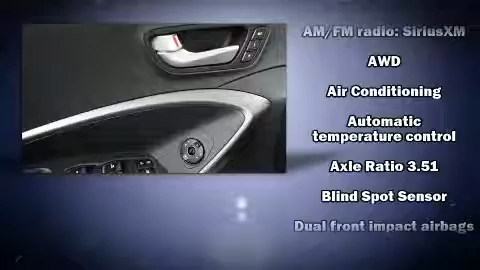 AM/FM radio: SiriusXM
AWD
Air Conditioning
Automatic
temperature control
Axle Ratio 3.51
Blind Spot Sensor
Dual front impact airbags